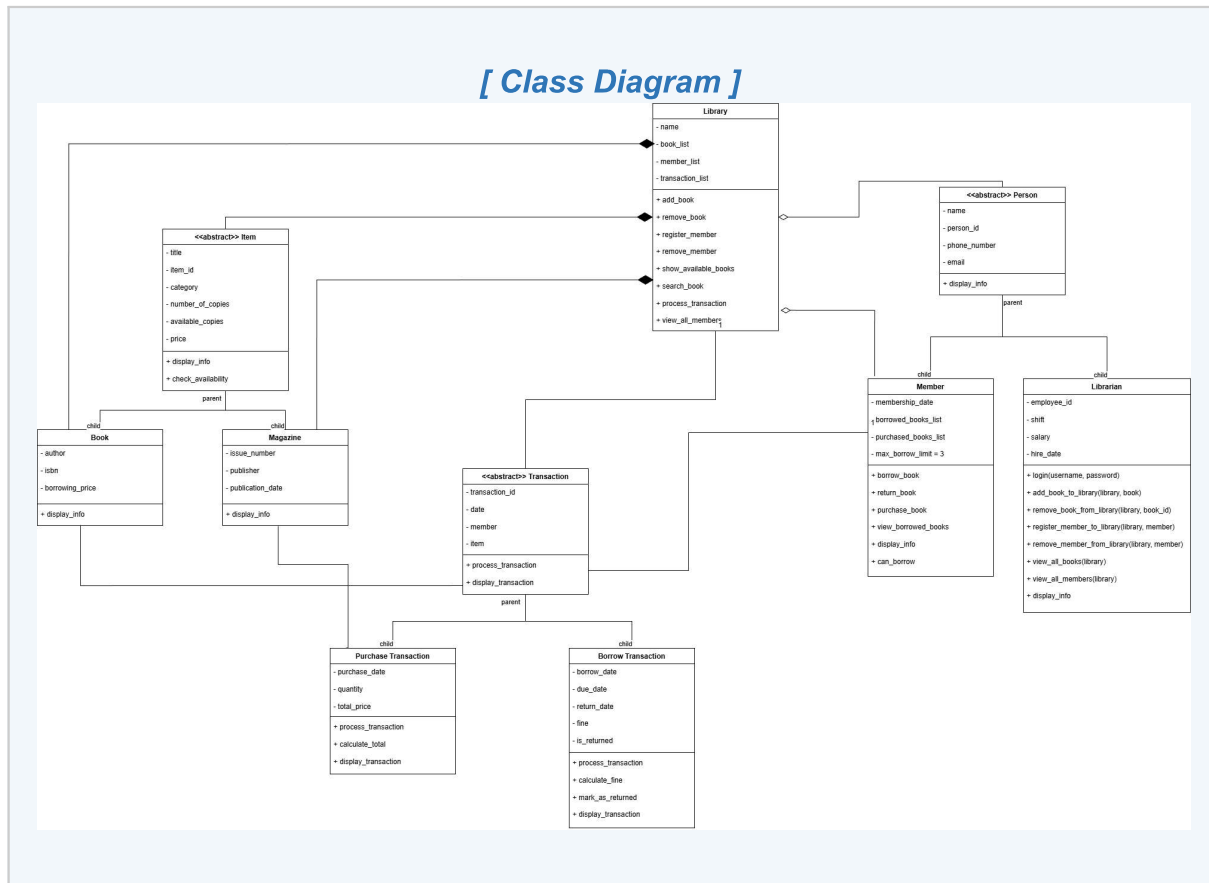 [ Class Diagram ]
Library
- name
- book_list
- member_list
- transaction_list
+ add_book
+ remove_book
+ register_member
+ remove_member
+ show_available_books
+ search_book
+ process_transaction
+ view_all_members
1
<<abstract>> Person
- name
- person_id
- phone_number
- email
+ display_info
parent
child
child
<<abstract>> Item
- title
- item_id
- category
- number_of_copies
- available_copies
- price
+ display_info
+ check_availability
parent
child
child
Book
- author
- isbn
- borrowing_price
+ display_info
Magazine
- issue_number
- publisher
- publication_date
+ display_info
Member
- membership_date
1
borrowed_books_list
- purchased_books_list
- max_borrow_limit = 3
+ borrow_book
+ return_book
+ purchase_book
+ view_borrowed_books
+ display_info
+ can_borrow
Librarian
- employee_id
- shift
- salary
- hire_date
+ login(username, password)
+ add_book_to_library(library, book)
+ remove_book_from_library(library, book_id)
+ register_member_to_library(library, member)
+ remove_member_from_library(library, member)
+ view_all_books(library)
+ view_all_members(library)
+ display_info
<<abstract>> Transaction
- transaction_id
- date
- member
- item
+ process_transaction
+ display_transaction
parent
child
child
Purchase Transaction
- purchase_date
- quantity
- total_price
+ process_transaction
+ calculate_total
+ display_transaction
Borrow Transaction
- borrow_date
- due_date
- return_date
- fine
- is_returned
+ process_transaction
+ calculate_fine
+ mark_as_returned
+ display_transaction